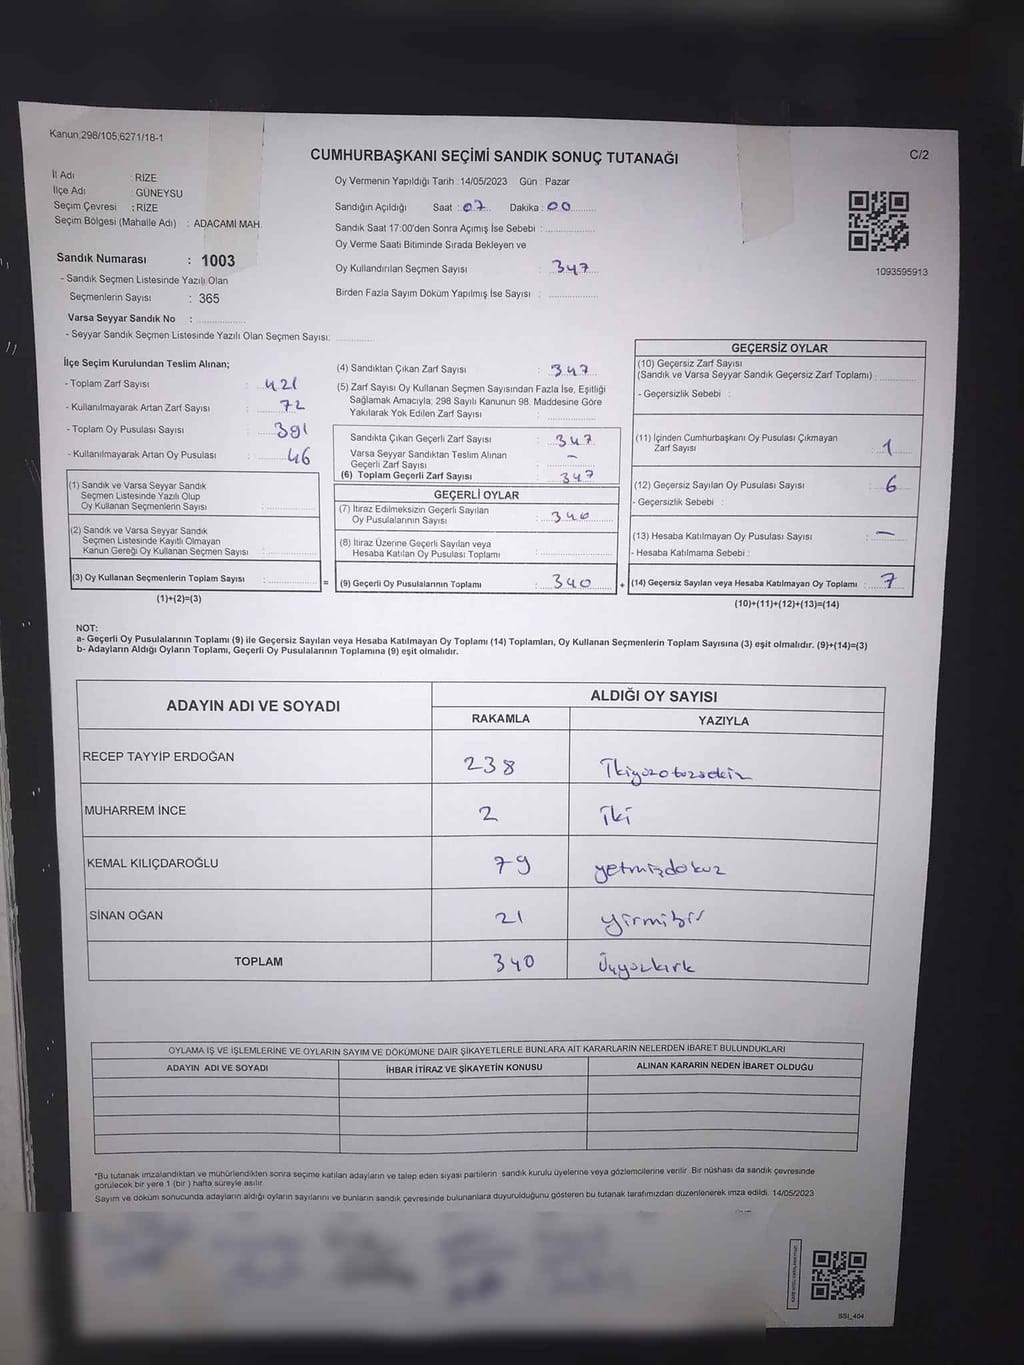 Kanun:298/105,6271/18-1
CUMHURBAŞKANI SEÇİMİ SANDIK SONUÇ TUTANAĞI
C/2
İl Adı : RİZE
İlçe Adı : GÜNEYSU
Seçim Çevresi : RİZE
Seçim Bölgesi (Mahalle Adı) : ADACAMİ MAH.
Oy Vermenin Yapıldığı Tarih : 14/05/2023 Gün : Pazar
Sandığın Açıldığı Saat : 07 Dakika : 00
Sandık Saat 17:00'den Sonra Açımış İse Sebebi :
Oy Verme Saati Bitiminde Sırada Bekleyen ve
Oy Kullandırılan Seçmen Sayısı : 347
Birden Fazla Sayım Döküm Yapılmış İse Sayısı :
1093595913
Sandık Numarası : 1003
- Sandık Seçmen Listesinde Yazılı Olan
Seçmenlerin Sayısı : 365
Varsa Seyyar Sandık No :
- Seyyar Sandık Seçmen Listesinde Yazılı Olan Seçmen Sayısı:
İlçe Seçim Kurulundan Teslim Alınan;
- Toplam Zarf Sayısı : 421
- Kullanılmayarak Artan Zarf Sayısı : 72
- Toplam Oy Pusulası Sayısı : 391
- Kullanılmayarak Artan Oy Pusulası : 46
(1) Sandık ve Varsa Seyyar Sandık
Seçmen Listesinde Yazılı Olup
Oy Kullanan Seçmenlerin Sayısı :
(2) Sandık ve Varsa Seyyar Sandık
Seçmen Listesinde Kayıtlı Olmayan
Kanun Gereği Oy Kullanan Seçmen Sayısı :
(3) Oy Kullanan Seçmenlerin Toplam Sayısı :
(1)+(2)=(3)
(4) Sandıktan Çıkan Zarf Sayısı : 347
(5) Zarf Sayısı Oy Kullanan Seçmen Sayısından Fazla İse, Eşitliği
Sağlamak Amacıyla; 298 Sayılı Kanunun 98. Maddesine Göre
Yakılarak Yok Edilen Zarf Sayısı :
Sandıkta Çıkan Geçerli Zarf Sayısı : 347
Varsa Seyyar Sandıktan Teslim Alınan
Geçerli Zarf Sayısı : -
(6) Toplam Geçerli Zarf Sayısı : 347
GEÇERLİ OYLAR
(7) İtiraz Edilmeksizin Geçerli Sayılan
Oy Pusulalarının Sayısı : 340
(8) İtiraz Üzerine Geçerli Sayılan veya
Hesaba Katılan Oy Pusulası Toplamı :
= (9) Geçerli Oy Pusulalarının Toplamı : 340 +
GEÇERSİZ OYLAR
(10) Geçersiz Zarf Sayısı
(Sandık ve Varsa Seyyar Sandık Geçersiz Zarf Toplamı) :
- Geçersizlik Sebebi :
(11) İçinden Cumhurbaşkanı Oy Pusulası Çıkmayan
Zarf Sayısı : 1
(12) Geçersiz Sayılan Oy Pusulası Sayısı : 6
- Geçersizlik Sebebi :
(13) Hesaba Katılmayan Oy Pusulası Sayısı : -
- Hesaba Katılmama Sebebi :
(14) Geçersiz Sayılan veya Hesaba Katılmayan Oy Toplamı : 7
(10)+(11)+(12)+(13)=(14)
NOT:
a- Geçerli Oy Pusulalarının Toplamı (9) ile Geçersiz Sayılan veya Hesaba Katılmayan Oy Toplamı (14) Toplamları, Oy Kullanan Seçmenlerin Toplam Sayısına (3) eşit olmalıdır. (9)+(14)=(3)
b- Adayların Aldığı Oyların Toplamı, Geçerli Oy Pusulalarının Toplamına (9) eşit olmalıdır.
ADAYIN ADI VE SOYADI
ALDIĞI OY SAYISI
RAKAMLA YAZIYLA
RECEP TAYYİP ERDOĞAN 238 İkiyüzotuzsekiz
MUHARREM İNCE 2 iki
KEMAL KILIÇDAROĞLU 79 yetmişdokuz
SİNAN OĞAN 21 yirmibir
TOPLAM 340 Üçyüzkırk
OYLAMA İŞ VE İŞLEMLERİNE VE OYLARIN SAYIM VE DÖKÜMÜNE DAİR ŞİKAYETLERLE BUNLARA AİT KARARLARIN NELERDEN İBARET BULUNDUKLARI
ADAYIN ADI VE SOYADI İHBAR İTİRAZ VE ŞİKAYETİN KONUSU ALINAN KARARIN NEDEN İBARET OLDUĞU
*Bu tutanak imzalandıktan ve mühürlendikten sonra seçime katılan adayların ve talep eden siyasi partilerin sandık kurulu üyelerine veya gözlemcilerine verilir. Bir nüshası da sandık çevresinde
görülecek bir yere 1 (bir ) hafta süreyle asılır.
Sayım ve döküm sonucunda adayların aldığı oyların sayılarını ve bunların sandık çevresinde bulunanlara duyurulduğunu gösteren bu tutanak tarafımızdan düzenlenerek imza edildi. 14/05/2023
SSI_404